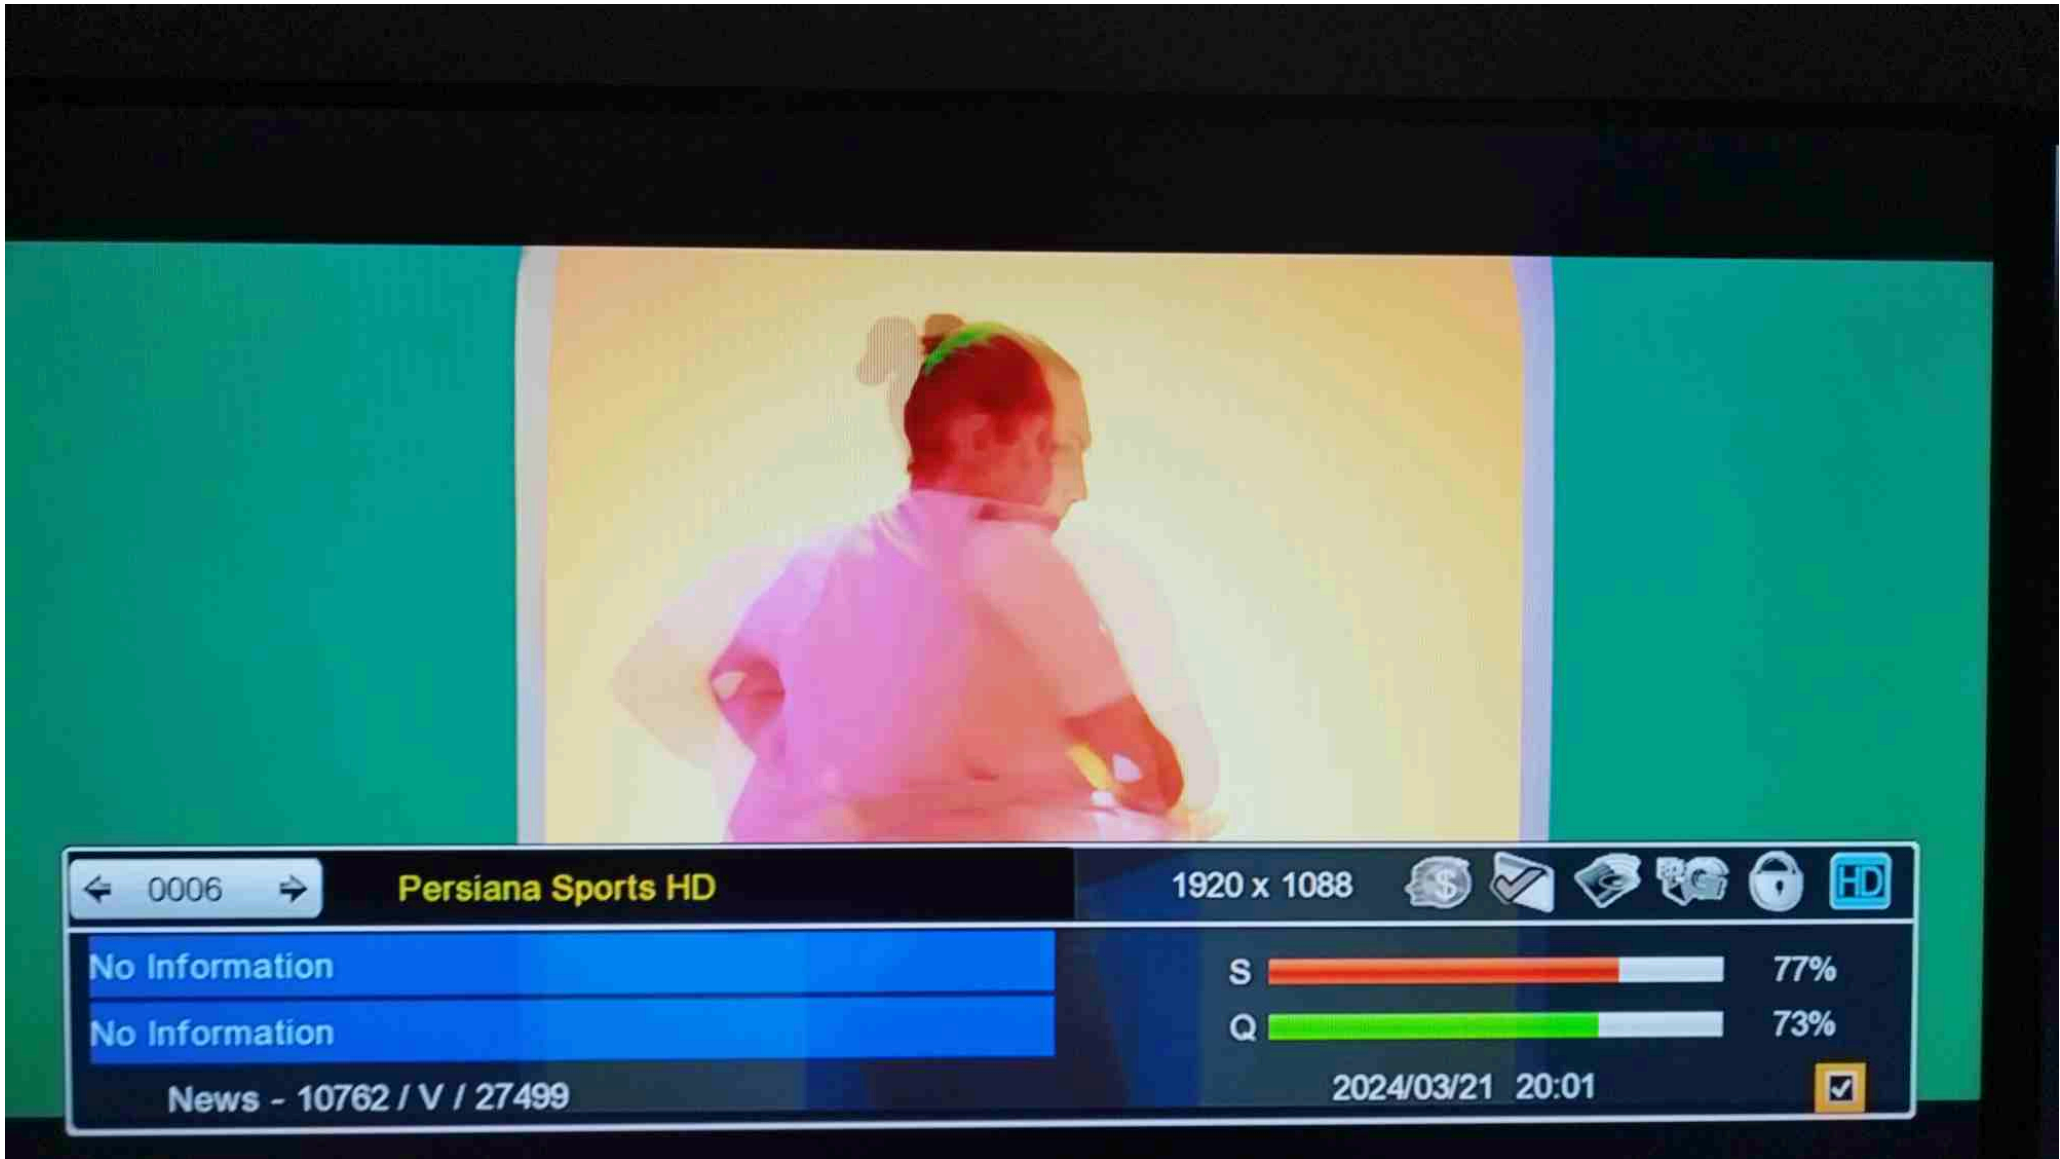 0006 Persiana Sports HD 1920 x 1088 $ G HD
No Information
S 77%
No Information
Q 73%
News - 10762 / V / 27499 2024/03/21 20:01